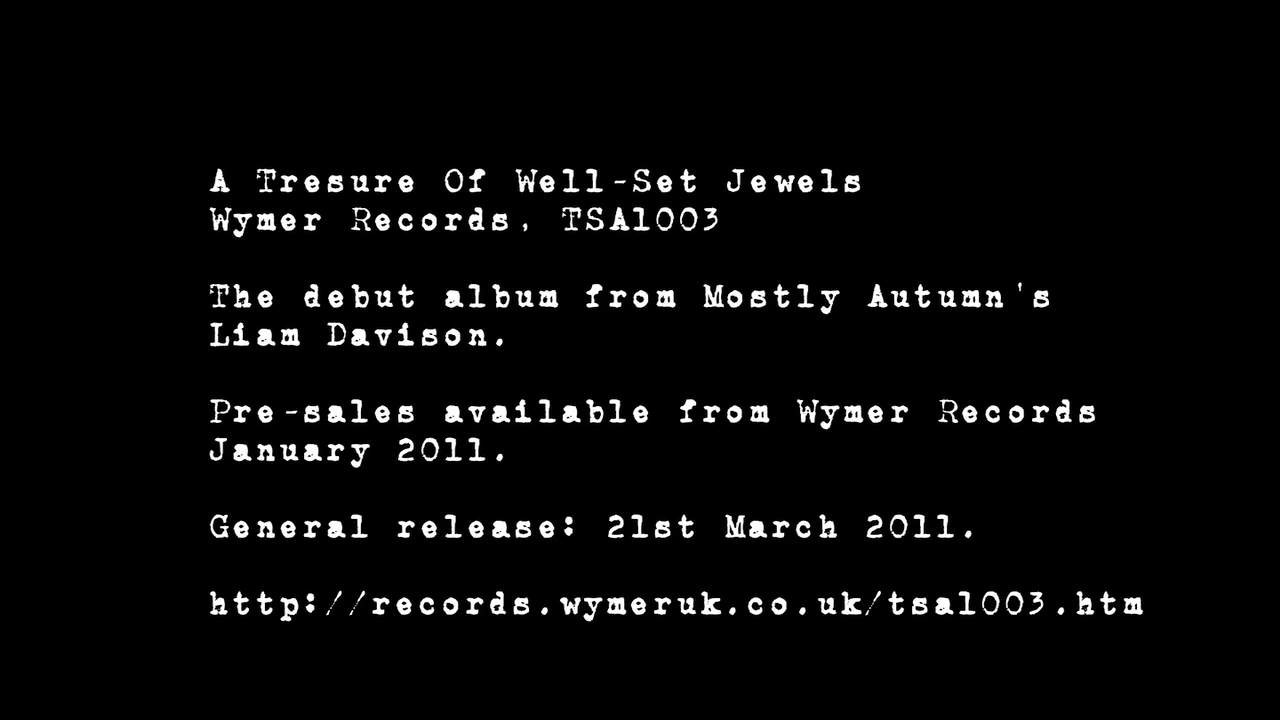 A Tresure Of Well-Set Jewels
Wymer Records, TSA1003
The debut album from Mostly Autumn's
Liam Davison.
Pre-sales available from Wymer Records
January 2011.
General release: 21st March 2011.
http://records.wymeruk.co.uk/tsa1003.htm